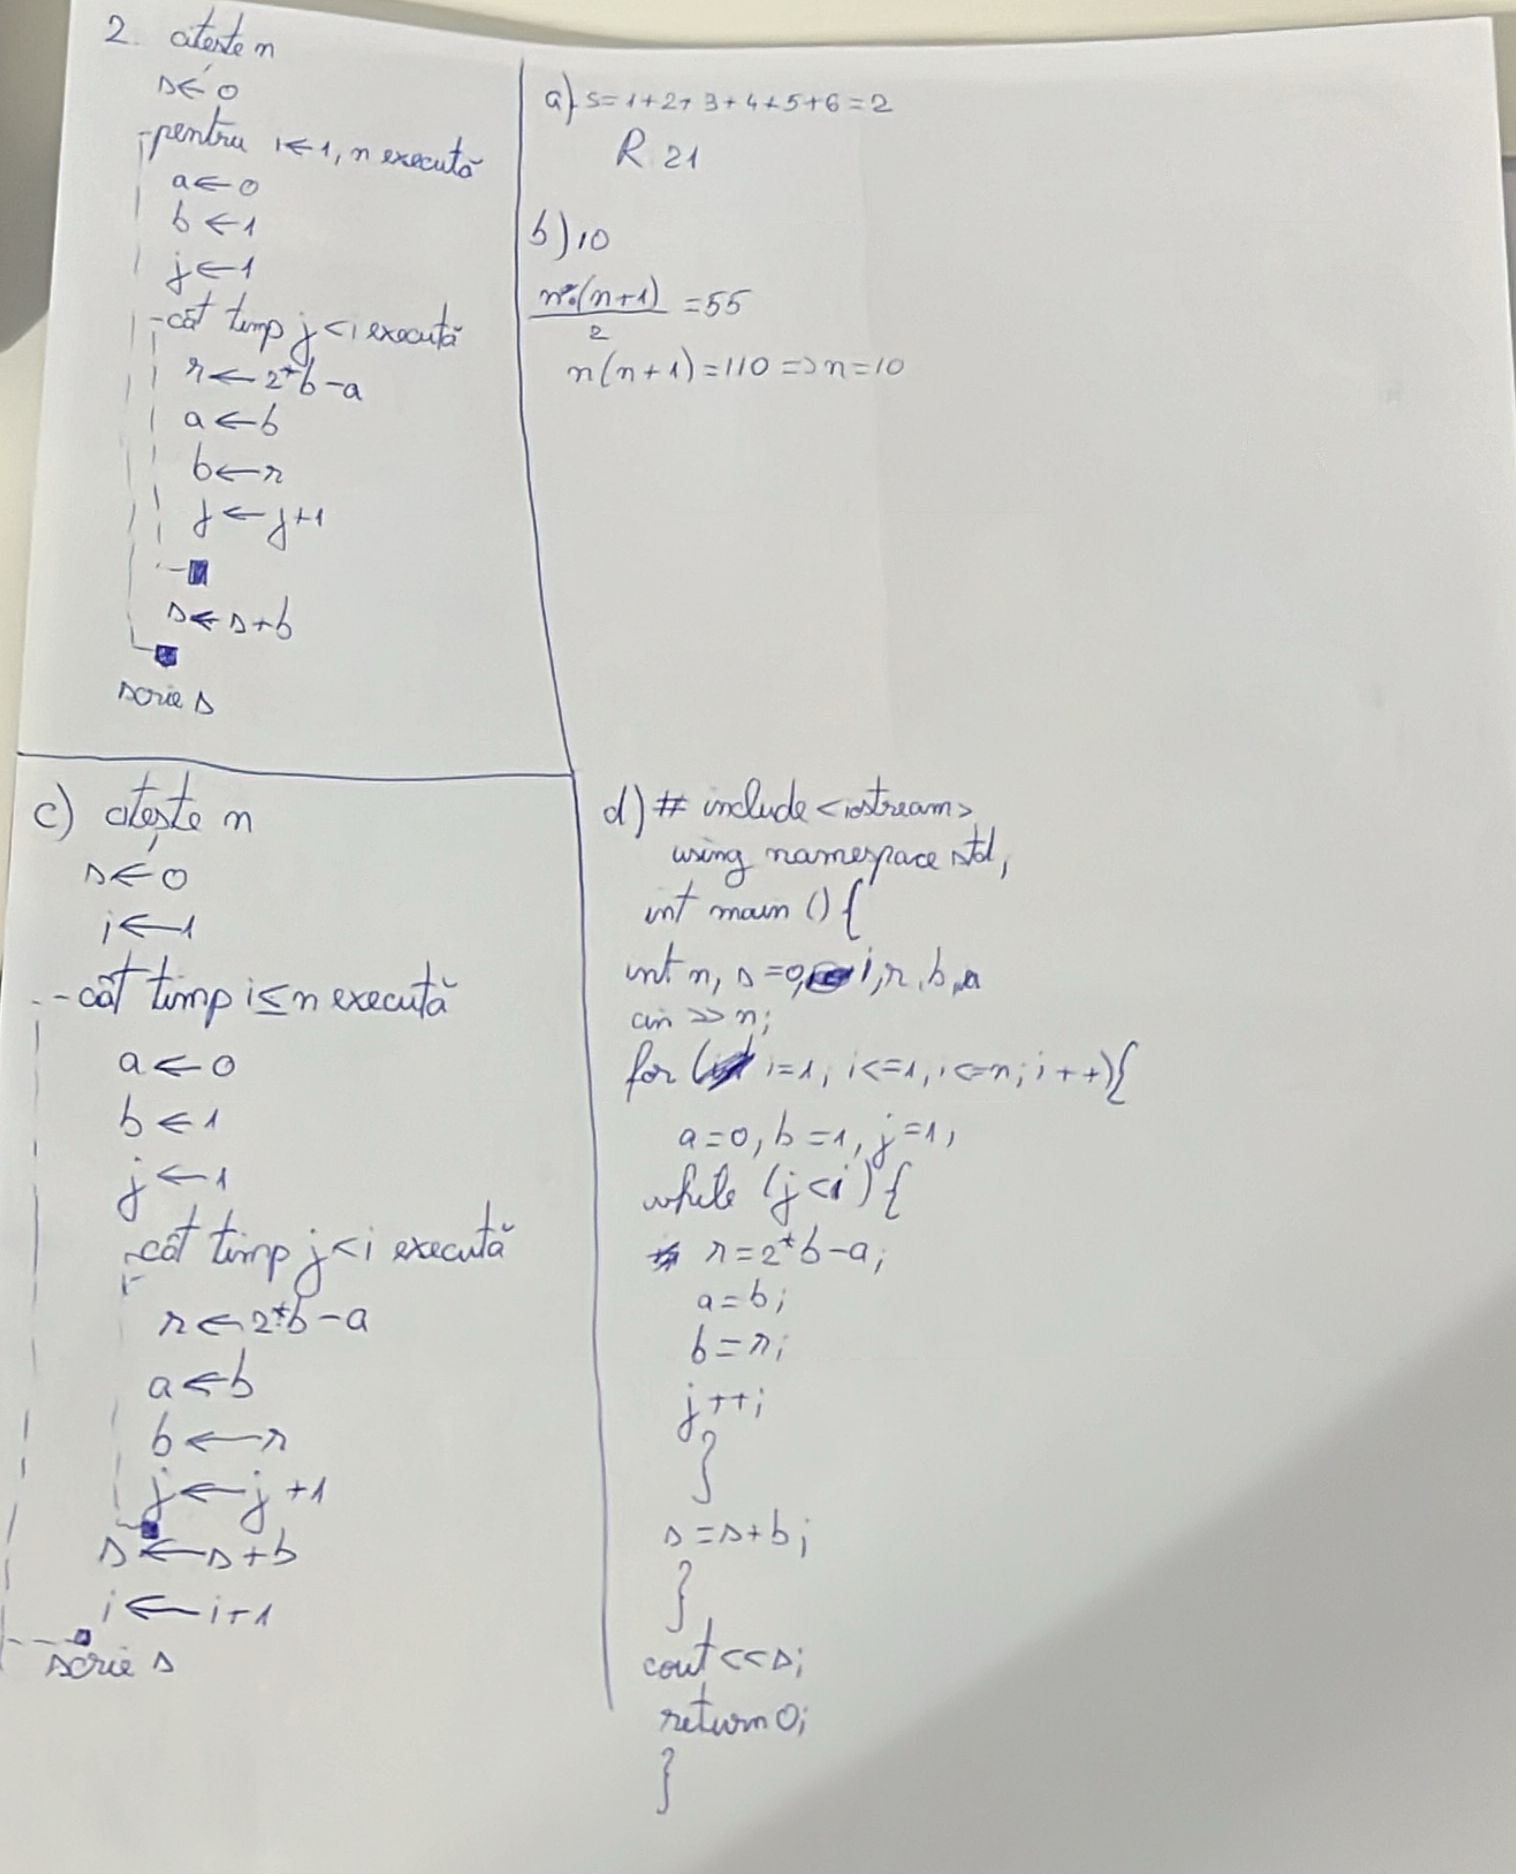 2. citește n
s←0
pentru i←1, n execută
a←0
b←1
j←1
cât timp j<i execută
r←2*b-a
a←b
b←r
j←j+1
s←s+b
scrie s
a) s=1+2+3+4+5+6=2
R. 21
b) 10
n·(n+1)/2 =55
n(n+1)=110=>n=10
c) citește n
s←0
i←1
cât timp i≤n execută
a←0
b←1
j←1
cât timp j<i execută
r←2*b-a
a←b
b←r
j←j+1
s←s+b
i←i+1
scrie s
d) # include <iostream>
using namespace std;
int main () {
int n, s=0, i, r, b, a
cin >> n;
for ( i=1; i<=1, i<=n; i++){
a=0, b=1, j=1;
while (j<i) {
r=2*b-a;
a=b;
b=r;
j++;
}
s=s+b;
}
cout<<s;
return 0;
}